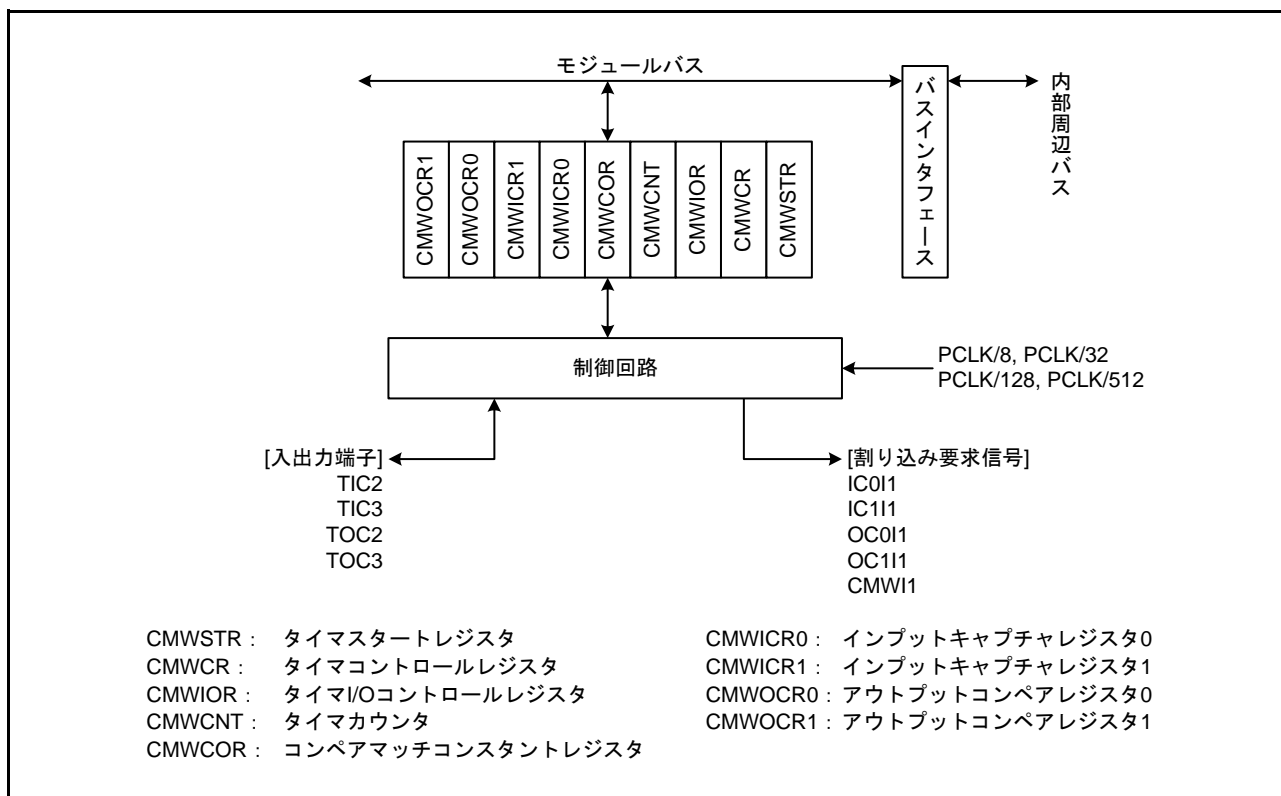 モジュールバス
バスインタフェース
内部周辺バス
CMWOCR1
CMWOCR0
CMWICR1
CMWICR0
CMWCOR
CMWCNT
CMWIOR
CMWCR
CMWSTR
制御回路
PCLK/8, PCLK/32
PCLK/128, PCLK/512
[入出力端子]
TIC2
TIC3
TOC2
TOC3
[割り込み要求信号]
IC0I1
IC1I1
OC0I1
OC1I1
CMWI1
CMWSTR： タイマスタートレジスタ
CMWCR： タイマコントロールレジスタ
CMWIOR： タイマI/Oコントロールレジスタ
CMWCNT： タイマカウンタ
CMWCOR： コンペアマッチコンスタントレジスタ
CMWICR0： インプットキャプチャレジスタ0
CMWICR1： インプットキャプチャレジスタ1
CMWOCR0： アウトプットコンペアレジスタ0
CMWOCR1： アウトプットコンペアレジスタ1